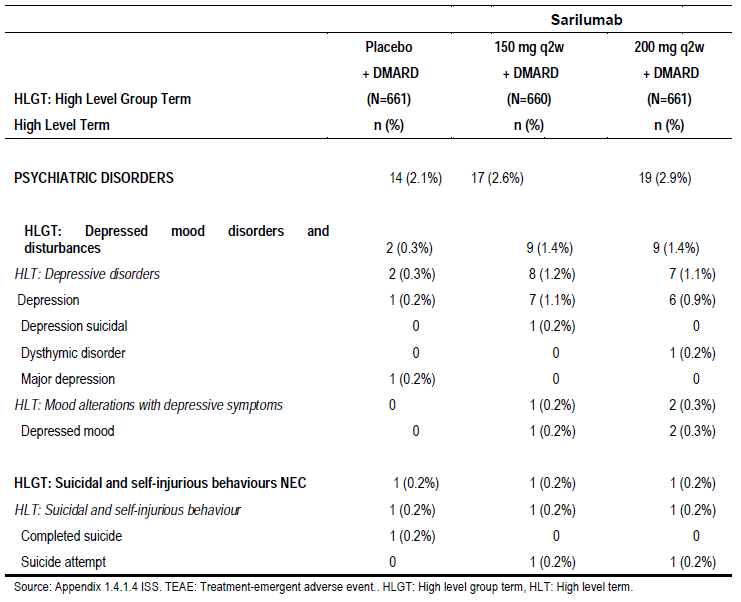 Sarilumab
Placebo 150 mg q2w 200 mg q2w
+ DMARD + DMARD + DMARD
HLGT: High Level Group Term (N=661) (N=660) (N=661)
High Level Term n (%) n (%) n (%)
PSYCHIATRIC DISORDERS 14 (2.1%) 17 (2.6%) 19 (2.9%)
HLGT: Depressed mood disorders and
disturbances 2 (0.3%) 9 (1.4%) 9 (1.4%)
HLT: Depressive disorders 2 (0.3%) 8 (1.2%) 7 (1.1%)
Depression 1 (0.2%) 7 (1.1%) 6 (0.9%)
Depression suicidal 0 1 (0.2%) 0
Dysthymic disorder 0 0 1 (0.2%)
Major depression 1 (0.2%) 0 0
HLT: Mood alterations with depressive symptoms 0 1 (0.2%) 2 (0.3%)
Depressed mood 0 1 (0.2%) 2 (0.3%)
HLGT: Suicidal and self-injurious behaviours NEC 1 (0.2%) 1 (0.2%) 1 (0.2%)
HLT: Suicidal and self-injurious behaviour 1 (0.2%) 1 (0.2%) 1 (0.2%)
Completed suicide 1 (0.2%) 0 0
Suicide attempt 0 1 (0.2%) 1 (0.2%)
Source: Appendix 1.4.1.4 ISS. TEAE: Treatment-emergent adverse event.. HLGT: High level group term, HLT: High level term.